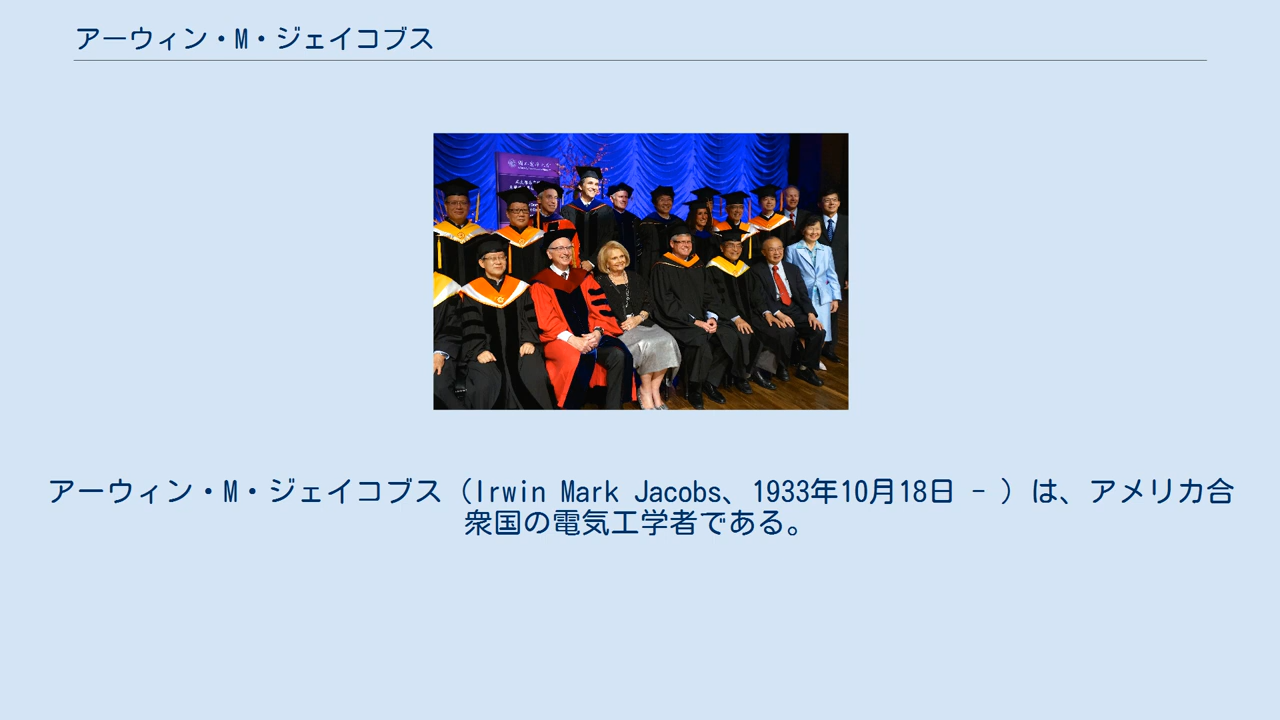 アーウィン・M・ジェイコブス
アーウィン・M・ジェイコブス（Irwin Mark Jacobs、1933年10月18日 - ）は、アメリカ合
衆国の電気工学者である。